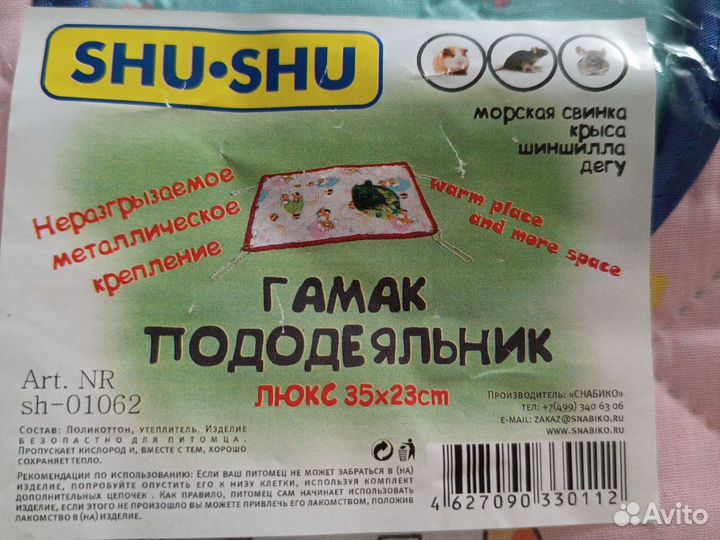 SHU•SHU
морская свинка
крыса
шиншилла
дегу
Неразгрызаемое
металлическое
крепление
warm place
and more space
ГАМАК
ПОДОДЕЯЛЬНИК
ЛЮКС 35x23cm
Art. NR
sh-01062
Производитель: «СНАБИКО»
тел: +7(499) 340 63 06
E-mail: zakaz@snabiko.ru
www.snabiko.ru
Состав: Поликоттон, утеплитель. Изделие
безопастно для питомца.
Пропускает кислород и, вместе с тем, хорошо
сохраняет тепло.
Рекомендации по использованию: Если ваш питомец не может забраться в (на)
изделие, попробуйте опустить его к низу клетки, используя комплект
дополнительных цепочек . Как правило, питомец сам начинает использовать
изделие, если этого не произошло вы можете привлечь его лакомством, положив
лакомство в (на) изделие.
4 627090 330112
Avito